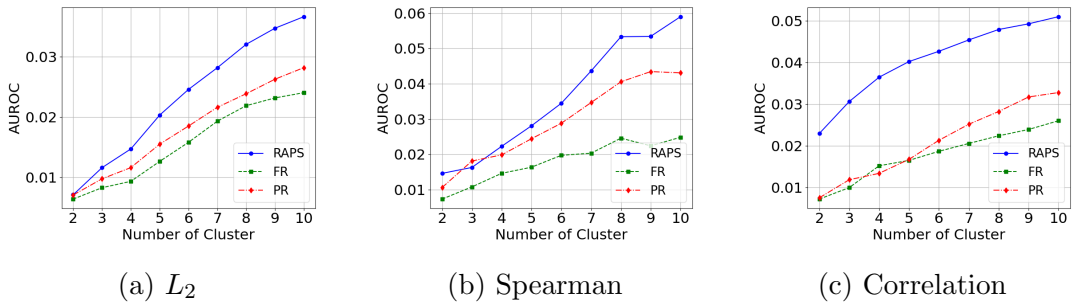 0.03
0.02
0.01
AUROC
RAPS
FR
PR
2 3 4 5 6 7 8 9 10
Number of Cluster
(a) L2
0.06
0.05
0.04
0.03
0.02
0.01
AUROC
RAPS
FR
PR
2 3 4 5 6 7 8 9 10
Number of Cluster
(b) Spearman
0.05
0.04
0.03
0.02
0.01
AUROC
RAPS
FR
PR
2 3 4 5 6 7 8 9 10
Number of Cluster
(c) Correlation